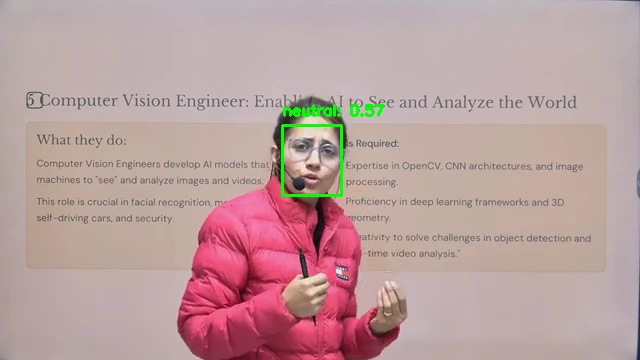 5 Computer Vision Engineer: Enabli AI to See and Analyze the World
neutral: 0.57
What they do:
Computer Vision Engineers develop AI models that
machines to "see" and analyze images and videos.
This role is crucial in facial recognition,
self-driving cars, and security.
ls Required:
Expertise in OpenCV, CNN architectures, and image
processing.
Proficiency in deep learning frameworks and 3D
geometry.
ativity to solve challenges in object detection and
-time video analysis."